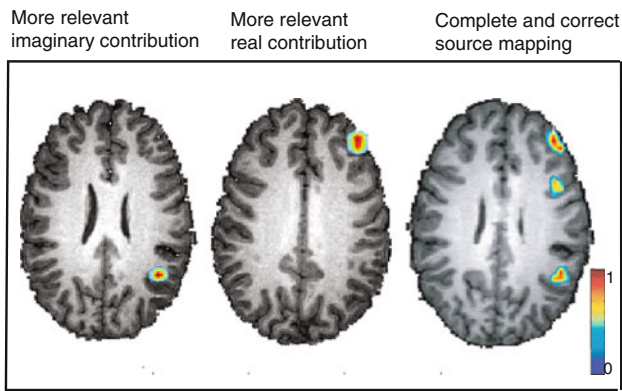 More relevant
imaginary contribution
More relevant
real contribution
Complete and correct
source mapping
1
0